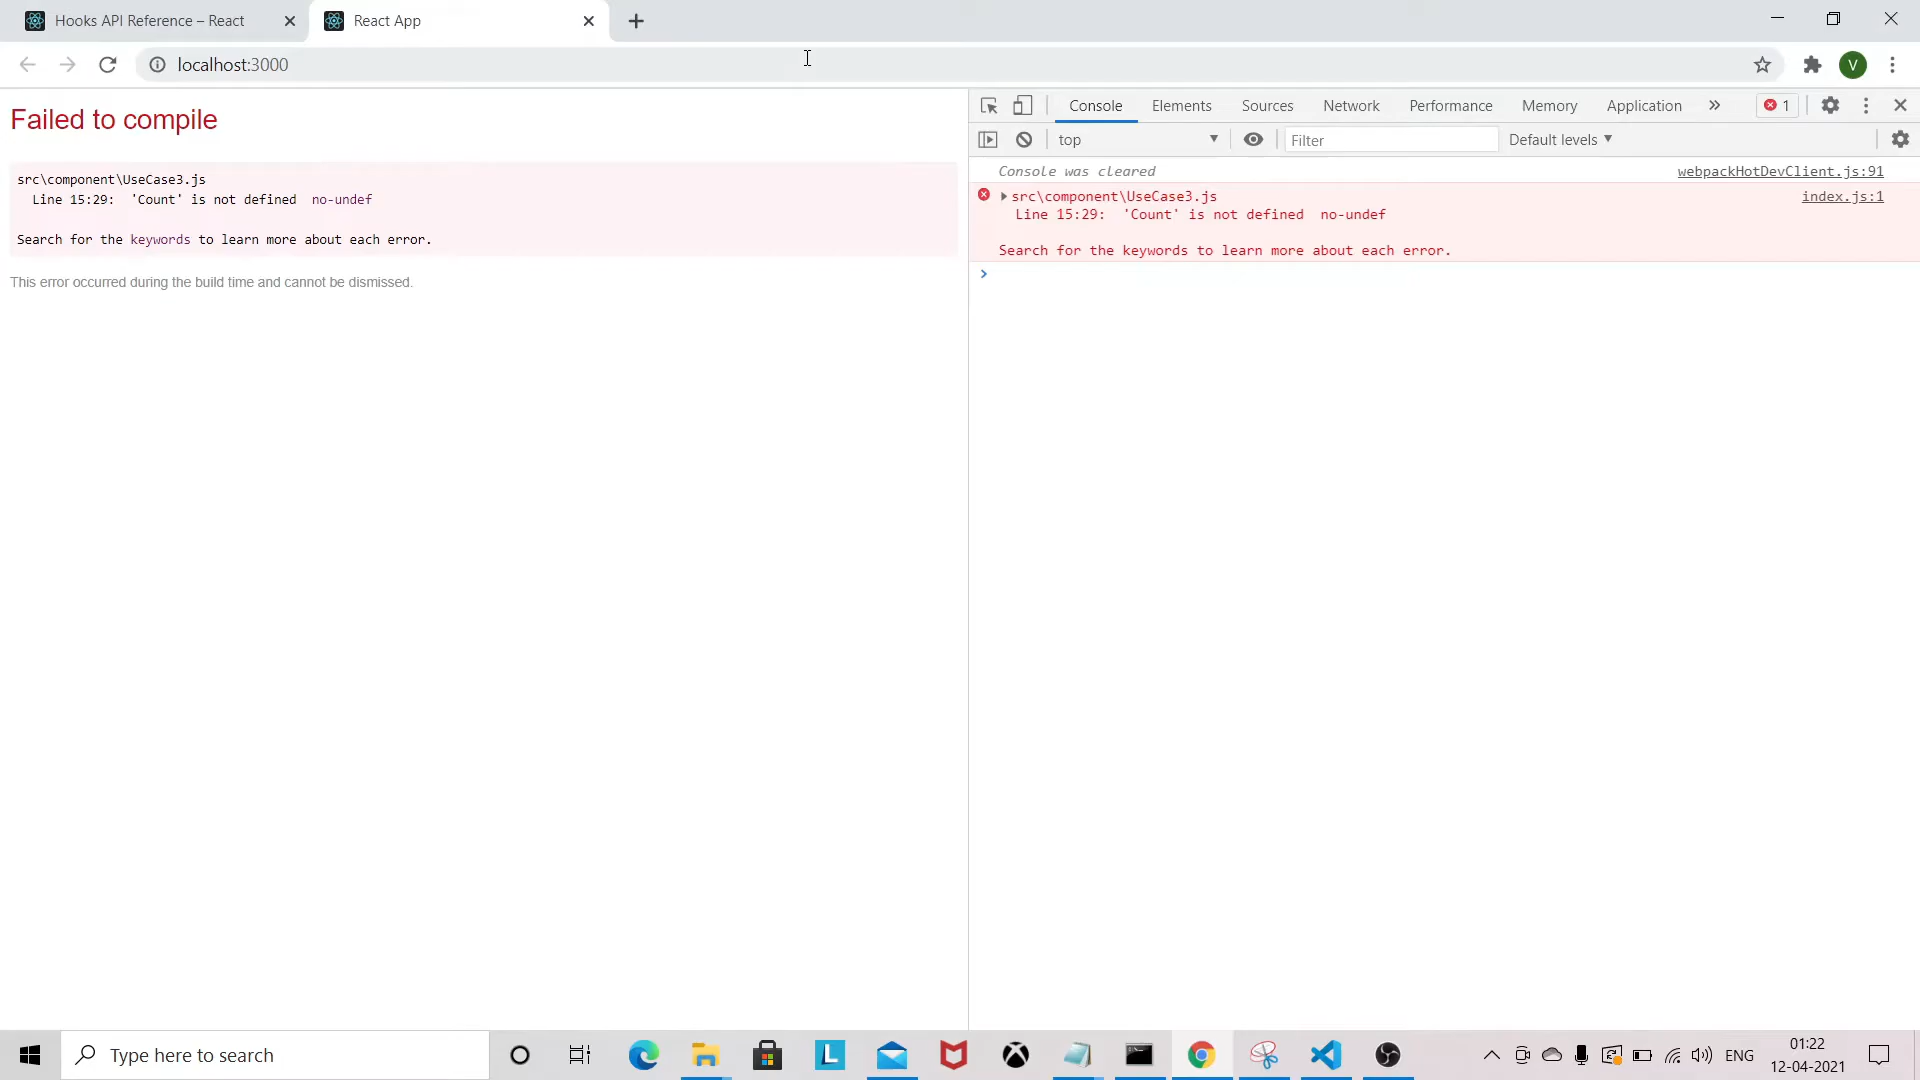 Hooks API Reference – React
React App
localhost:3000
V
Failed to compile
src\component\UseCase3.js
Line 15:29:  'Count' is not defined  no-undef
Search for the keywords to learn more about each error.
This error occurred during the build time and cannot be dismissed.
Console
Elements
Sources
Network
Performance
Memory
Application
»
1
top
Filter
Default levels
Console was cleared
webpackHotDevClient.js:91
src\component\UseCase3.js
index.js:1
Line 15:29:  'Count' is not defined  no-undef
Search for the keywords to learn more about each error.
Type here to search
L
ENG
01:22
12-04-2021